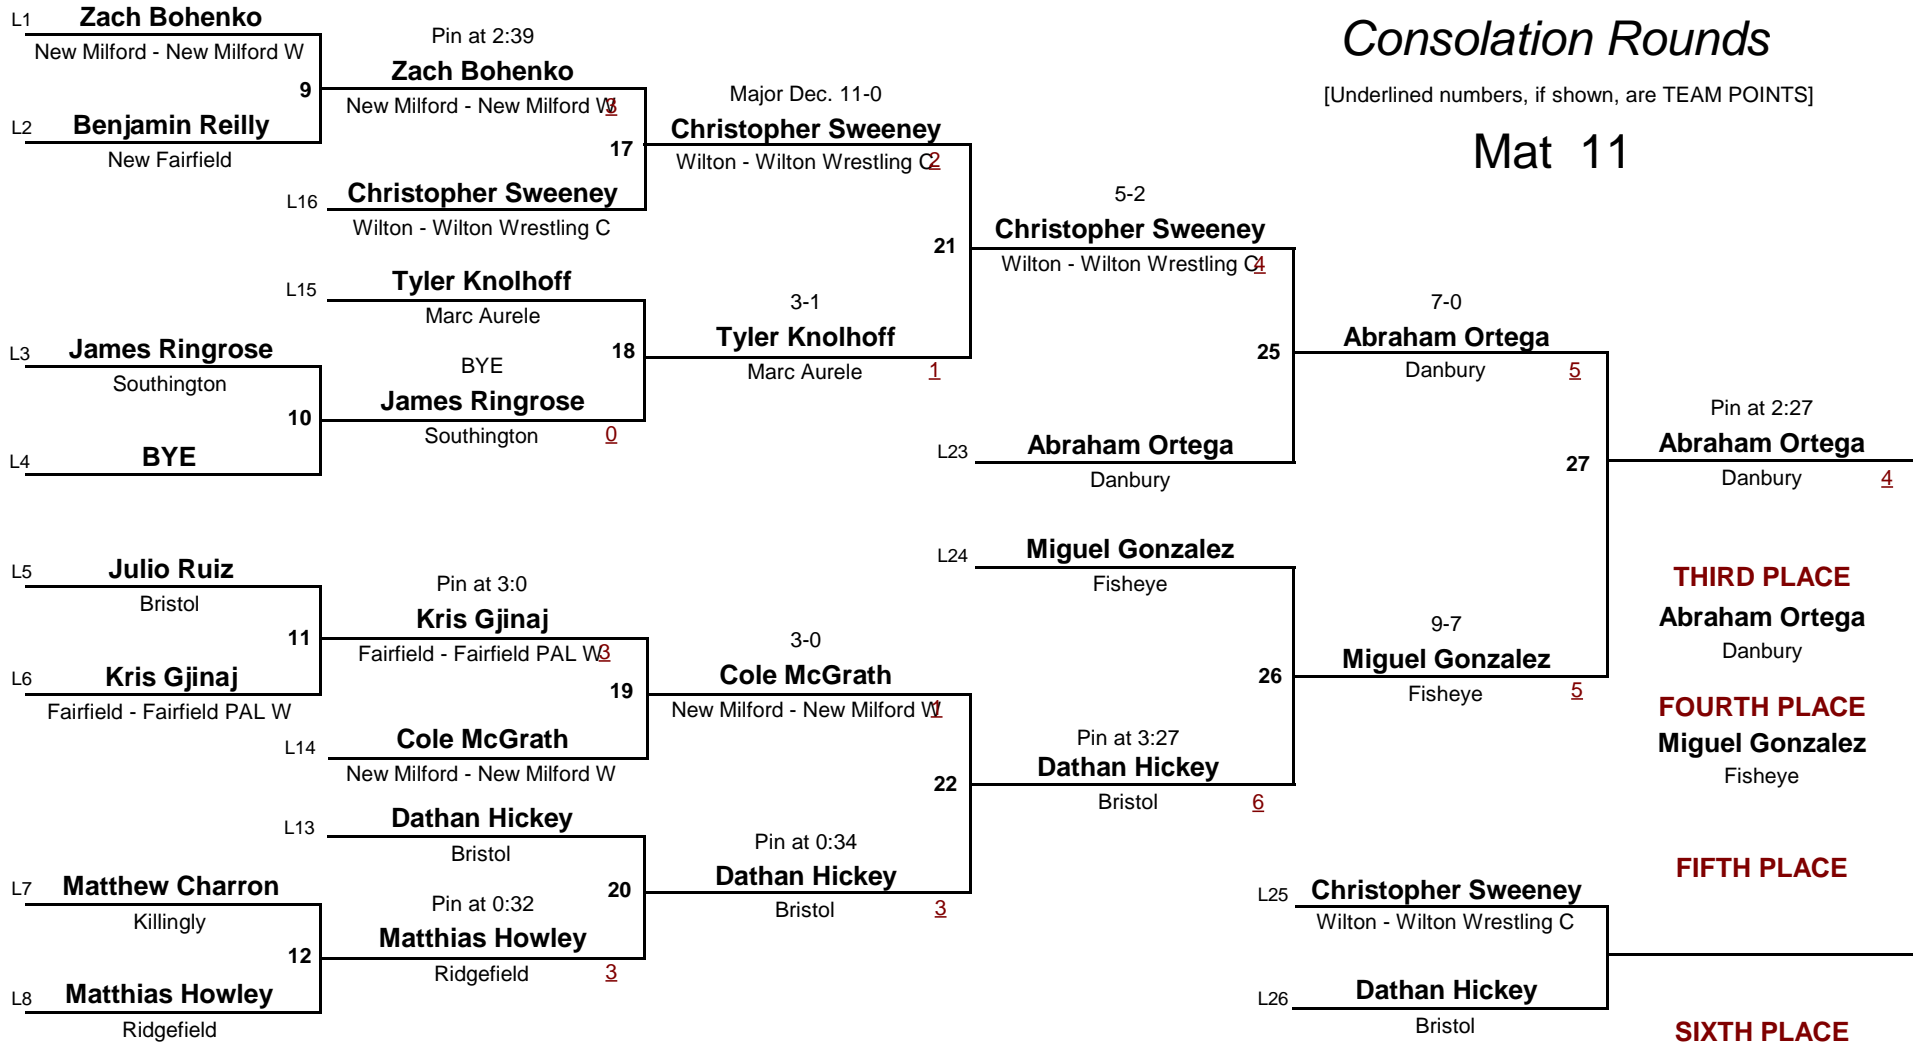 Consolation Rounds
[Underlined numbers, if shown, are TEAM POINTS]
Mat 11
L1 Zach Bohenko
New Milford - New Milford W
9
L2 Benjamin Reilly
New Fairfield
Pin at 2:39
Zach Bohenko
New Milford - New Milford W 3
17
L16 Christopher Sweeney
Wilton - Wilton Wrestling C
Major Dec. 11-0
Christopher Sweeney
Wilton - Wilton Wrestling C 2
L15 Tyler Knolhoff
Marc Aurele
18
L3 James Ringrose
Southington
10
L4 BYE
BYE
James Ringrose
Southington 0
3-1
Tyler Knolhoff
Marc Aurele 1
21
5-2
Christopher Sweeney
Wilton - Wilton Wrestling C 4
25
L23 Abraham Ortega
Danbury
7-0
Abraham Ortega
Danbury 5
27
Pin at 2:27
Abraham Ortega
Danbury 4
L5 Julio Ruiz
Bristol
11
L6 Kris Gjinaj
Fairfield - Fairfield PAL W
Pin at 3:0
Kris Gjinaj
Fairfield - Fairfield PAL W 3
19
L14 Cole McGrath
New Milford - New Milford W
3-0
Cole McGrath
New Milford - New Milford W 1
22
L13 Dathan Hickey
Bristol
20
L7 Matthew Charron
Killingly
12
L8 Matthias Howley
Ridgefield
Pin at 0:32
Matthias Howley
Ridgefield 3
Pin at 0:34
Dathan Hickey
Bristol 3
L24 Miguel Gonzalez
Fisheye
26
Pin at 3:27
Dathan Hickey
Bristol 6
9-7
Miguel Gonzalez
Fisheye 5
THIRD PLACE
Abraham Ortega
Danbury
FOURTH PLACE
Miguel Gonzalez
Fisheye
L25 Christopher Sweeney
Wilton - Wilton Wrestling C
L26 Dathan Hickey
Bristol
FIFTH PLACE
SIXTH PLACE